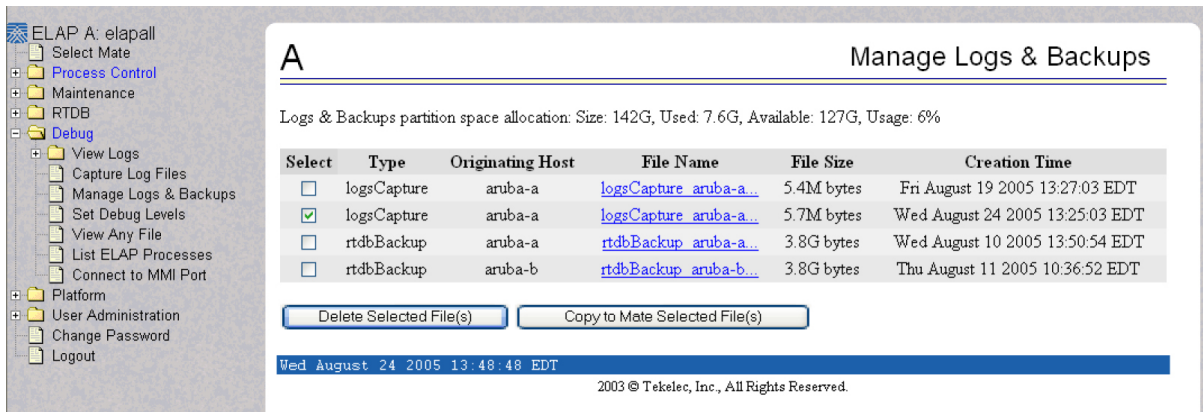 ELAP A: elapall
Select Mate
Process Control
Maintenance
RTDB
Debug
View Logs
Capture Log Files
Manage Logs & Backups
Set Debug Levels
View Any File
List ELAP Processes
Connect to MMI Port
Platform
User Administration
Change Password
Logout
A Manage Logs & Backups
Logs & Backups partition space allocation: Size: 142G, Used: 7.6G, Available: 127G, Usage: 6%
Select Type Originating Host File Name File Size Creation Time
logsCapture aruba-a logsCapture_aruba-a... 5.4M bytes Fri August 19 2005 13:27:03 EDT
logsCapture aruba-a logsCapture_aruba-a... 5.7M bytes Wed August 24 2005 13:25:03 EDT
rtdbBackup aruba-a rtdbBackup_aruba-a... 3.8G bytes Wed August 10 2005 13:50:54 EDT
rtdbBackup aruba-b rtdbBackup_aruba-b... 3.8G bytes Thu August 11 2005 10:36:52 EDT
Delete Selected File(s) Copy to Mate Selected File(s)
Wed August 24 2005 13:48:48 EDT
2003 © Tekelec, Inc., All Rights Reserved.